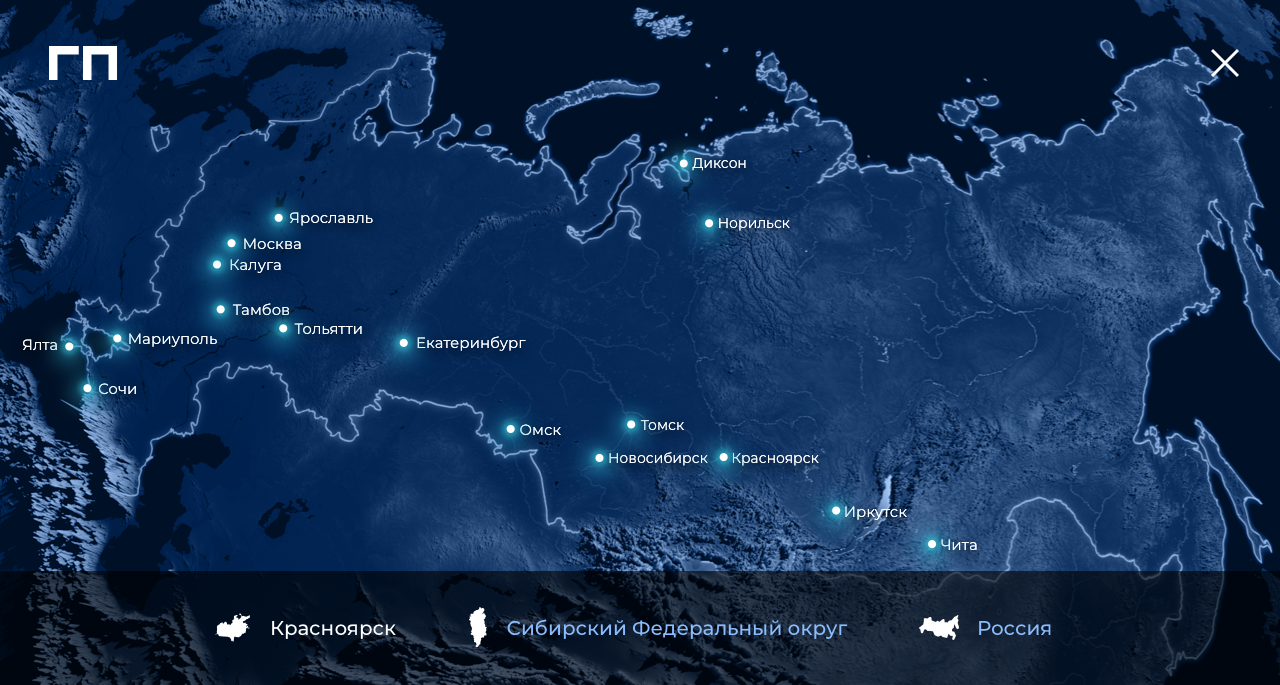 ГП
Диксон
Ярославль
Норильск
Москва
Калуга
Тамбов
Тольятти
Мариуполь
Ялта
Екатеринбург
Сочи
Томск
Омск
Новосибирск
Красноярск
Иркутск
Чита
Красноярск
Сибирский Федеральный округ
Россия